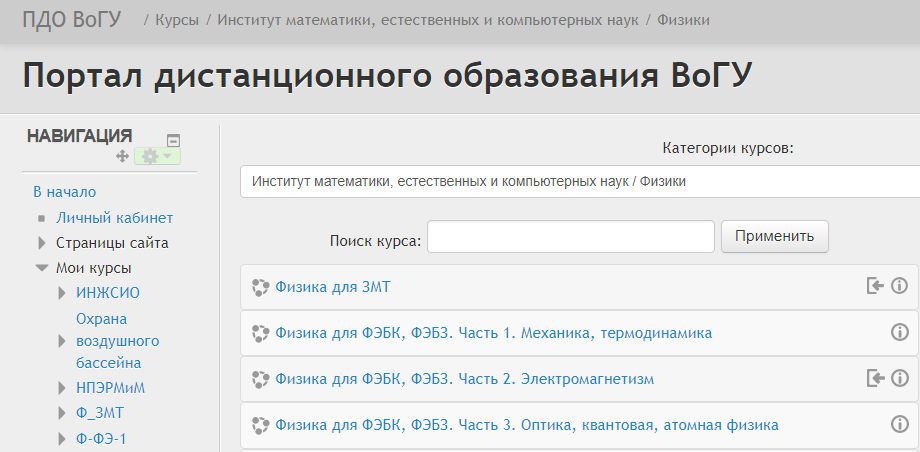 ПДО ВоГУ / Курсы / Институт математики, естественных и компьютерных наук / Физики
Портал дистанционного образования ВоГУ
НАВИГАЦИЯ
В начало
Личный кабинет
Страницы сайта
Мои курсы
ИНЖСИО
Охрана
воздушного
бассейна
НПЭРМиМ
Ф_ЗМТ
Ф-ФЭ-1
Категории курсов:
Институт математики, естественных и компьютерных наук / Физики
Поиск курса: Применить
Физика для ЗМТ
Физика для ФЭБК, ФЭБЗ. Часть 1. Механика, термодинамика
Физика для ФЭБК, ФЭБЗ. Часть 2. Электромагнетизм
Физика для ФЭБК, ФЭБЗ. Часть 3. Оптика, квантовая, атомная физика